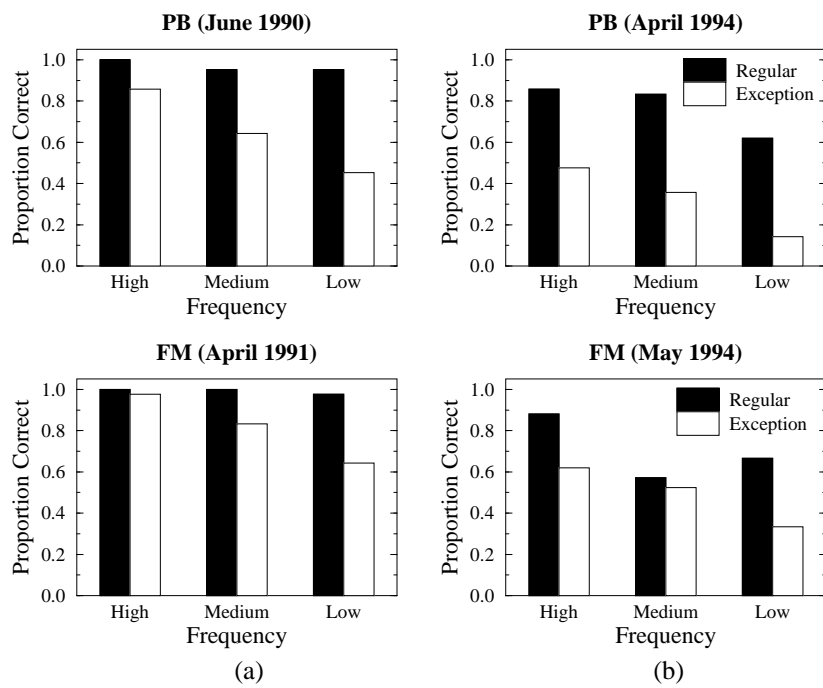 PB (June 1990)
Proportion Correct
1.0
0.8
0.6
0.4
0.2
0.0
High Medium Low
Frequency
PB (April 1994)
Proportion Correct
1.0
0.8
0.6
0.4
0.2
0.0
Regular
Exception
High Medium Low
Frequency
FM (April 1991)
Proportion Correct
1.0
0.8
0.6
0.4
0.2
0.0
High Medium Low
Frequency
(a)
FM (May 1994)
Proportion Correct
1.0
0.8
0.6
0.4
0.2
0.0
Regular
Exception
High Medium Low
Frequency
(b)